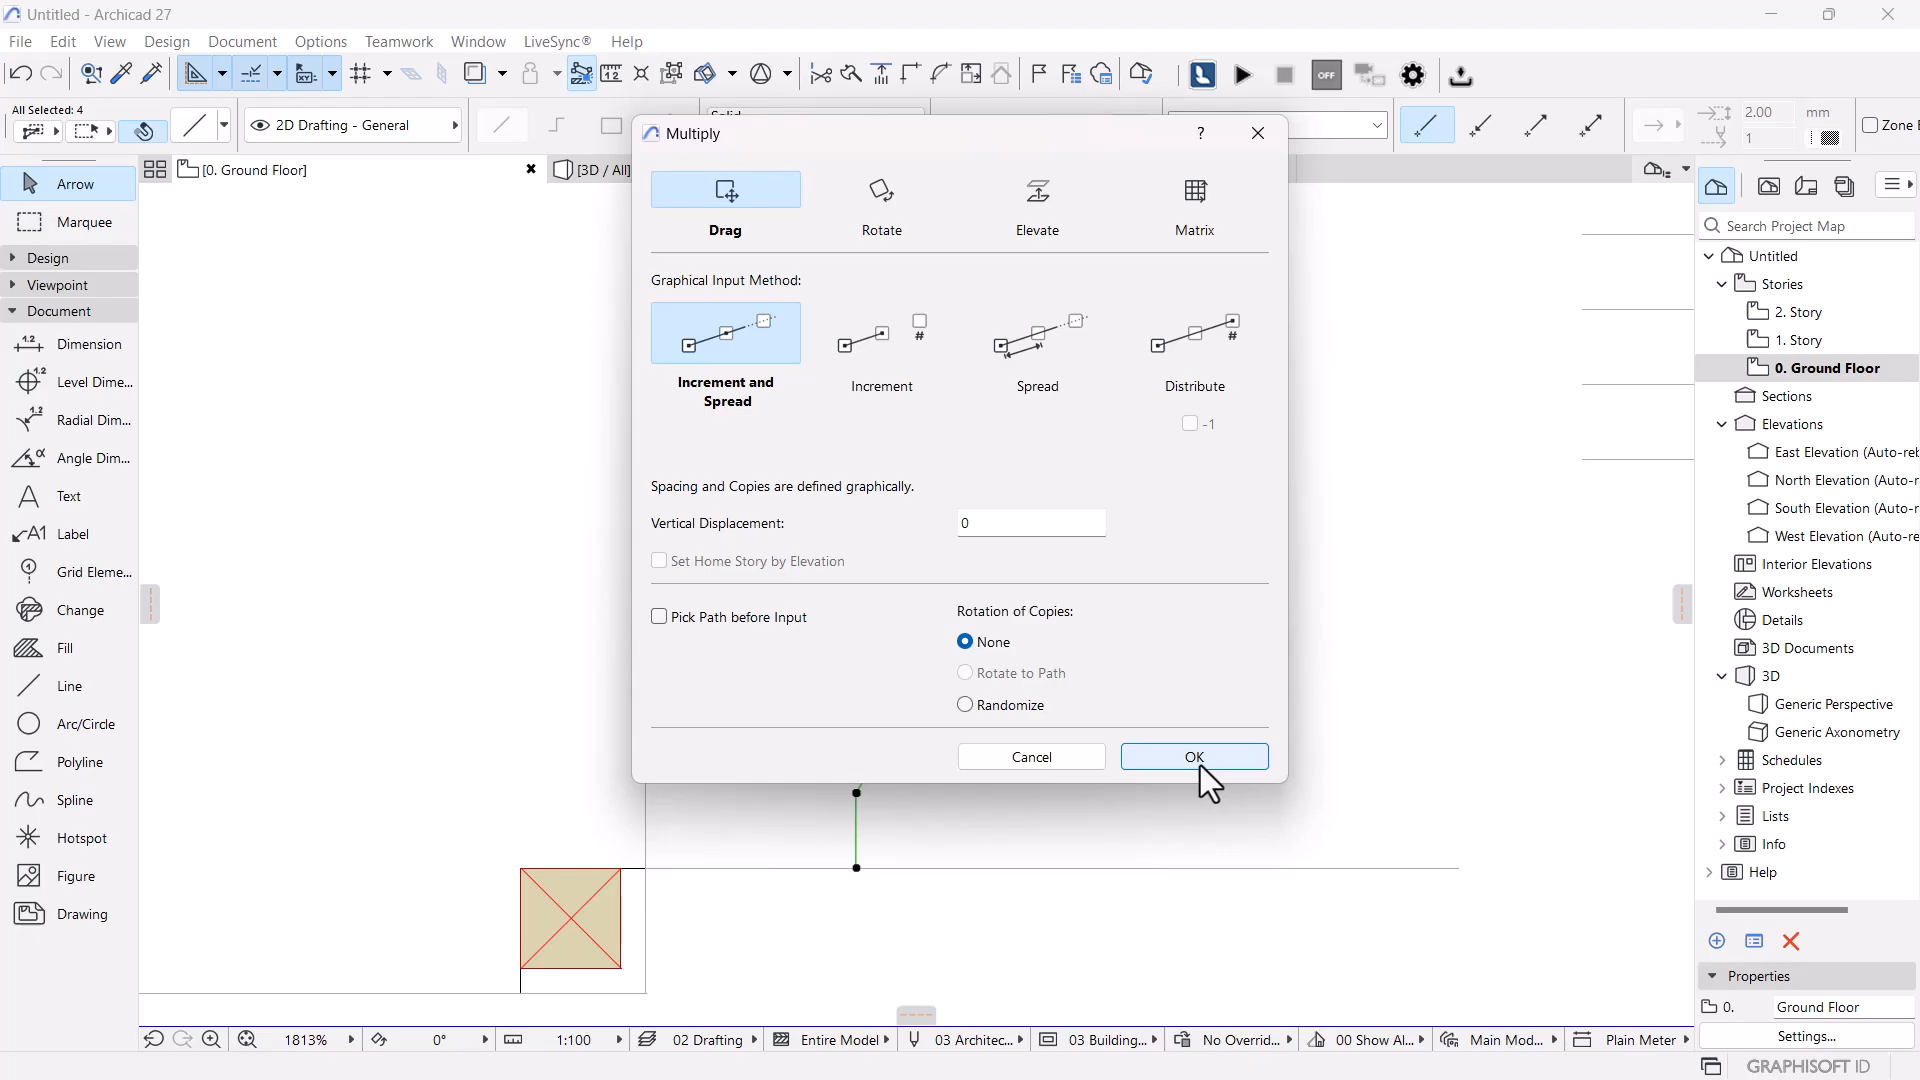 Untitled - Archicad 27
File Edit View Design Document Options Teamwork Window LiveSync® Help
OFF
All Selected: 4
2D Drafting - General
2.00 mm
1
Zone
[0. Ground Floor]
[3D / All]
Arrow
Marquee
Design
Viewpoint
Document
Dimension
Level Dime...
Radial Dim...
Angle Dim...
Text
Label
Grid Eleme...
Change
Fill
Line
Arc/Circle
Polyline
Spline
Hotspot
Figure
Drawing
Multiply
?
Drag
Rotate
Elevate
Matrix
Graphical Input Method:
Increment and
Spread
Increment
Spread
Distribute
-1
Spacing and Copies are defined graphically.
Vertical Displacement: 0
Set Home Story by Elevation
Pick Path before Input
Rotation of Copies:
None
Rotate to Path
Randomize
Cancel
OK
Search Project Map
Untitled
Stories
2. Story
1. Story
0. Ground Floor
Sections
Elevations
East Elevation (Auto-reb
North Elevation (Auto-r
South Elevation (Auto-r
West Elevation (Auto-re
Interior Elevations
Worksheets
Details
3D Documents
3D
Generic Perspective
Generic Axonometry
Schedules
Project Indexes
Lists
Info
Help
Properties
0. Ground Floor
Settings...
1813% 0° 1:100 02 Drafting Entire Model 03 Architec... 03 Building... No Overrid... 00 Show Al... Main Mod... Plain Meter
GRAPHISOFT ID